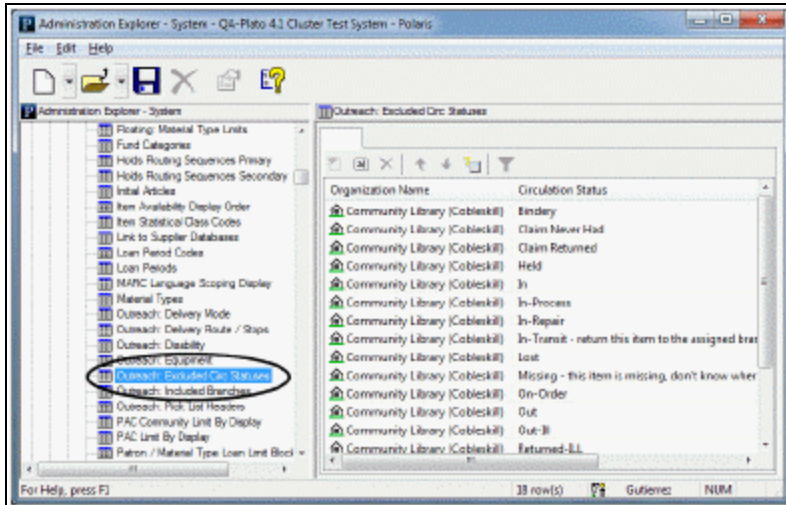 Administration Explorer - System - QA-Plato 4.1 Cluster Test System - Polaris
File Edit Help
Administration Explorer - System
Floating: Material Type Limits
Fund Categories
Holds Routing Sequences Primary
Holds Routing Sequences Secondary
Initial Articles
Item Availability Display Order
Item Statistical Class Codes
Link to Supplier Databases
Loan Period Codes
Loan Periods
MARC Language Scoping Display
Material Types
Outreach: Delivery Mode
Outreach: Delivery Route / Stops
Outreach: Disability
Outreach: Equipment
Outreach: Excluded Circ Statuses
Outreach: Included Branches
Outreach: Pick List Headers
PAC Community Limit By Display
PAC Limit By Display
Patron / Material Type Loan Limit Block
Outreach: Excluded Circ Statuses
Organization Name Circulation Status
Community Library (Cobleskill) Bindery
Community Library (Cobleskill) Claim Never Had
Community Library (Cobleskill) Claim Returned
Community Library (Cobleskill) Held
Community Library (Cobleskill) In
Community Library (Cobleskill) In-Process
Community Library (Cobleskill) In-Repair
Community Library (Cobleskill) In-Transit - return this item to the assigned brar
Community Library (Cobleskill) Lost
Community Library (Cobleskill) Missing - this item is missing, don't know wher
Community Library (Cobleskill) On-Order
Community Library (Cobleskill) Out
Community Library (Cobleskill) Out-Ill
Community Library (Cobleskill) Returned-ILL
For Help, press F1 18 row(s) Gutierrez NUM